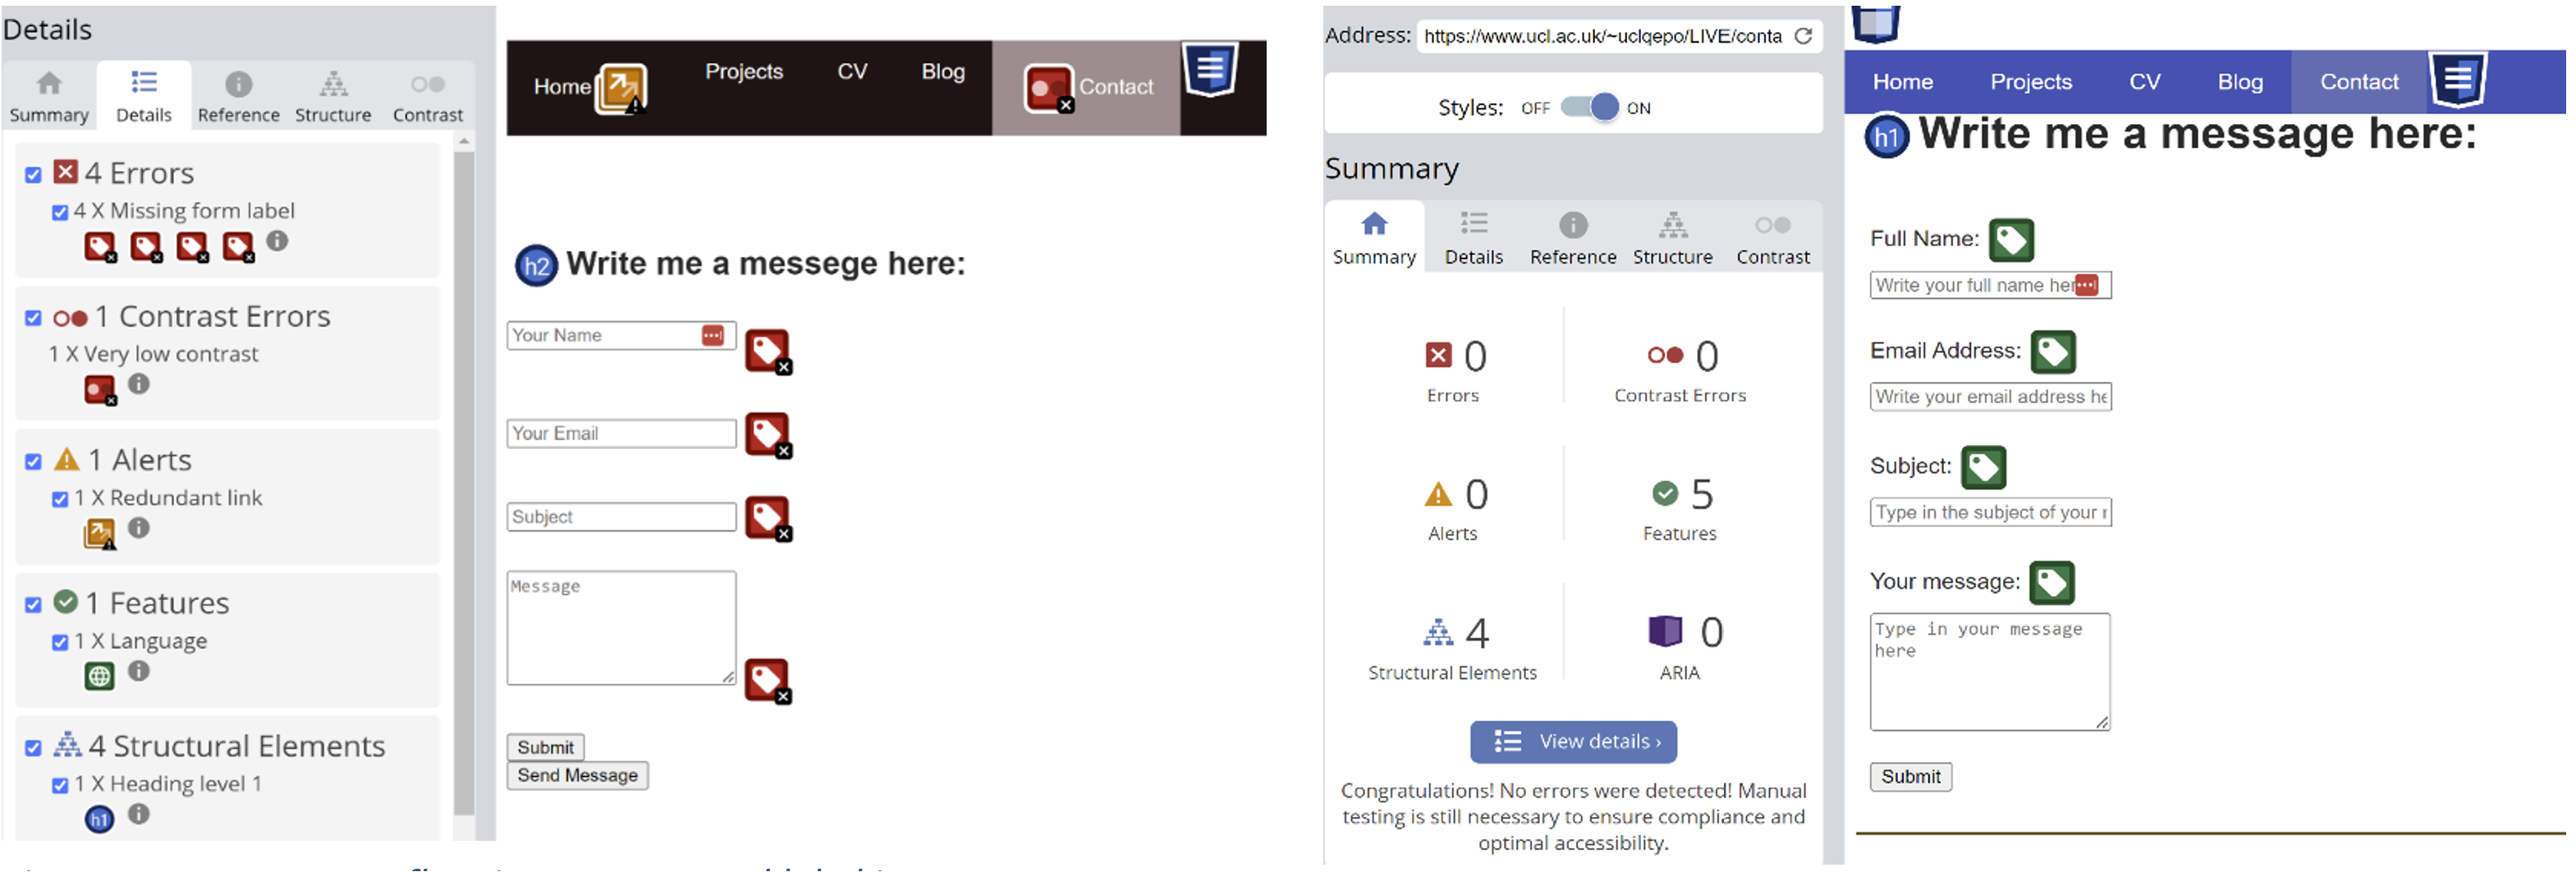 Details
Summary
Details
Reference
Structure
Contrast
4 Errors
4 X Missing form label
1 Contrast Errors
1 X Very low contrast
1 Alerts
1 X Redundant link
1 Features
1 X Language
4 Structural Elements
1 X Heading level 1
h1
Home
Projects
CV
Blog
Contact
h2 Write me a messege here:
Your Name
Your Email
Subject
Message
Submit
Send Message
Address: https://www.ucl.ac.uk/~uclqepo/LIVE/conta
Styles: OFF ON
Summary
Summary
Details
Reference
Structure
Contrast
0
Errors
0
Contrast Errors
0
Alerts
5
Features
4
Structural Elements
0
ARIA
View details ›
Congratulations! No errors were detected! Manual
testing is still necessary to ensure compliance and
optimal accessibility.
Home
Projects
CV
Blog
Contact
h1 Write me a message here:
Full Name:
Write your full name her
Email Address:
Write your email address he
Subject:
Type in the subject of your r
Your message:
Type in your message
here
Submit